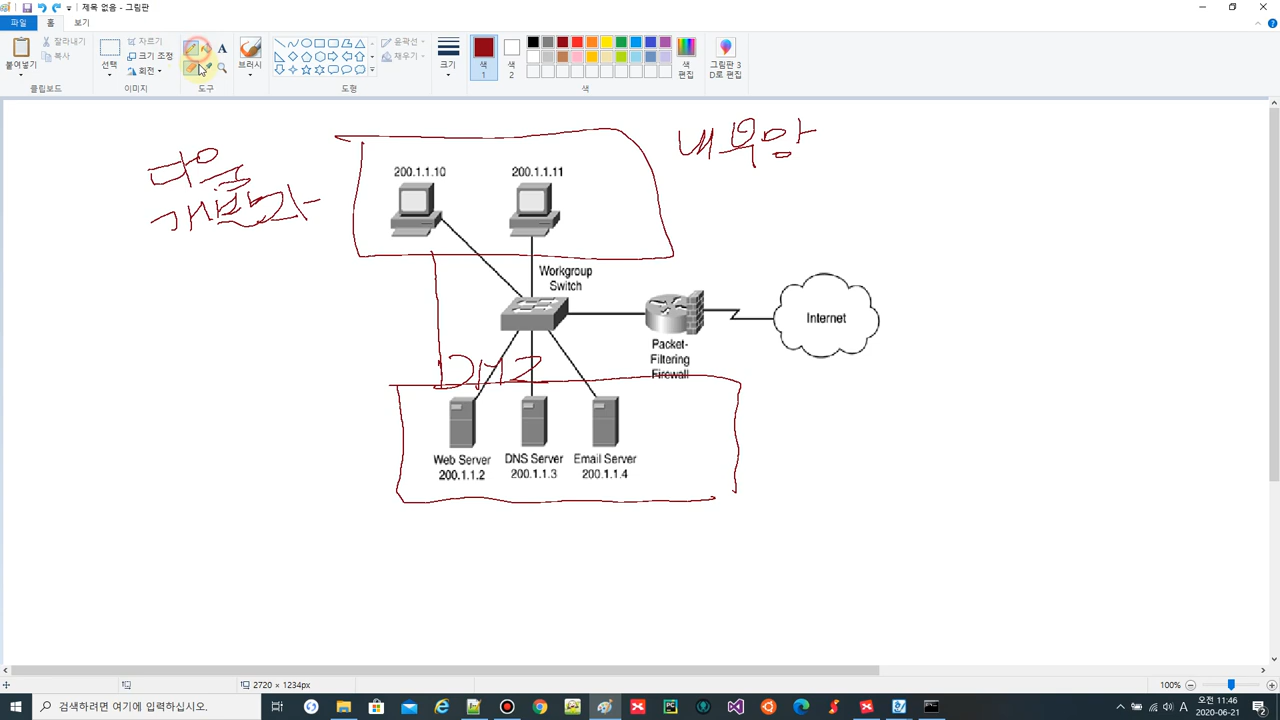 제목 없음 - 그림판
파일 홈 보기
붙여넣기 잘라내기 복사
선택 자르기 크기 조정 회전
A
브러시
윤곽선 채우기
크기
색 1 색 2
색 편집
그림판 3D로 편집
클립보드 이미지 도구 도형 색
내부망
다음
개발자
200.1.1.10 200.1.1.11
Workgroup
Switch
Internet
Packet-
Filtering
Firewall
DMZ
Web Server DNS Server Email Server
200.1.1.2 200.1.1.3 200.1.1.4
2720 × 1234px 100%
검색하려면 여기에 입력하십시오.
PC
A 오전 11:46
2020-06-21